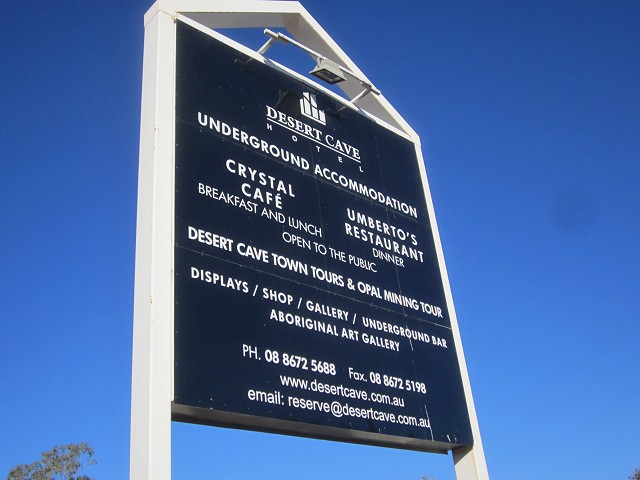 DESERT CAVE
HOTEL
UNDERGROUND ACCOMMODATION
CRYSTAL
CAFÉ
BREAKFAST AND LUNCH
UMBERTO'S
RESTAURANT
DINNER
OPEN TO THE PUBLIC
DESERT CAVE TOWN TOURS & OPAL MINING TOUR
DISPLAYS / SHOP / GALLERY / UNDERGROUND BAR
ABORIGINAL ART GALLERY
PH. 08 8672 5688 Fax. 08 8672 5198
www.desertcave.com.au
email: reserve@desertcave.com.au